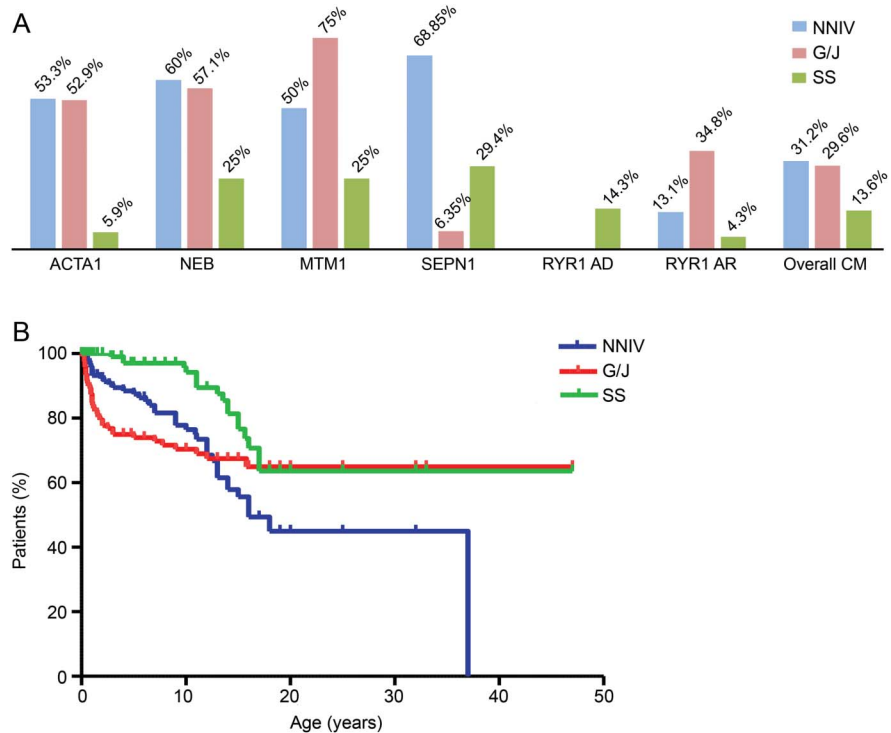 A
NNIV
G/J
SS
53.3% 52.9% 5.9% 60% 57.1% 25% 50% 75% 25% 68.85% 6.35% 29.4% 14.3% 13.1% 34.8% 4.3% 31.2% 29.6% 13.6%
ACTA1 NEB MTM1 SEPN1 RYR1 AD RYR1 AR Overall CM
B
NNIV
G/J
SS
100
80
60
40
20
0
Patients (%)
0 10 20 30 40 50
Age (years)